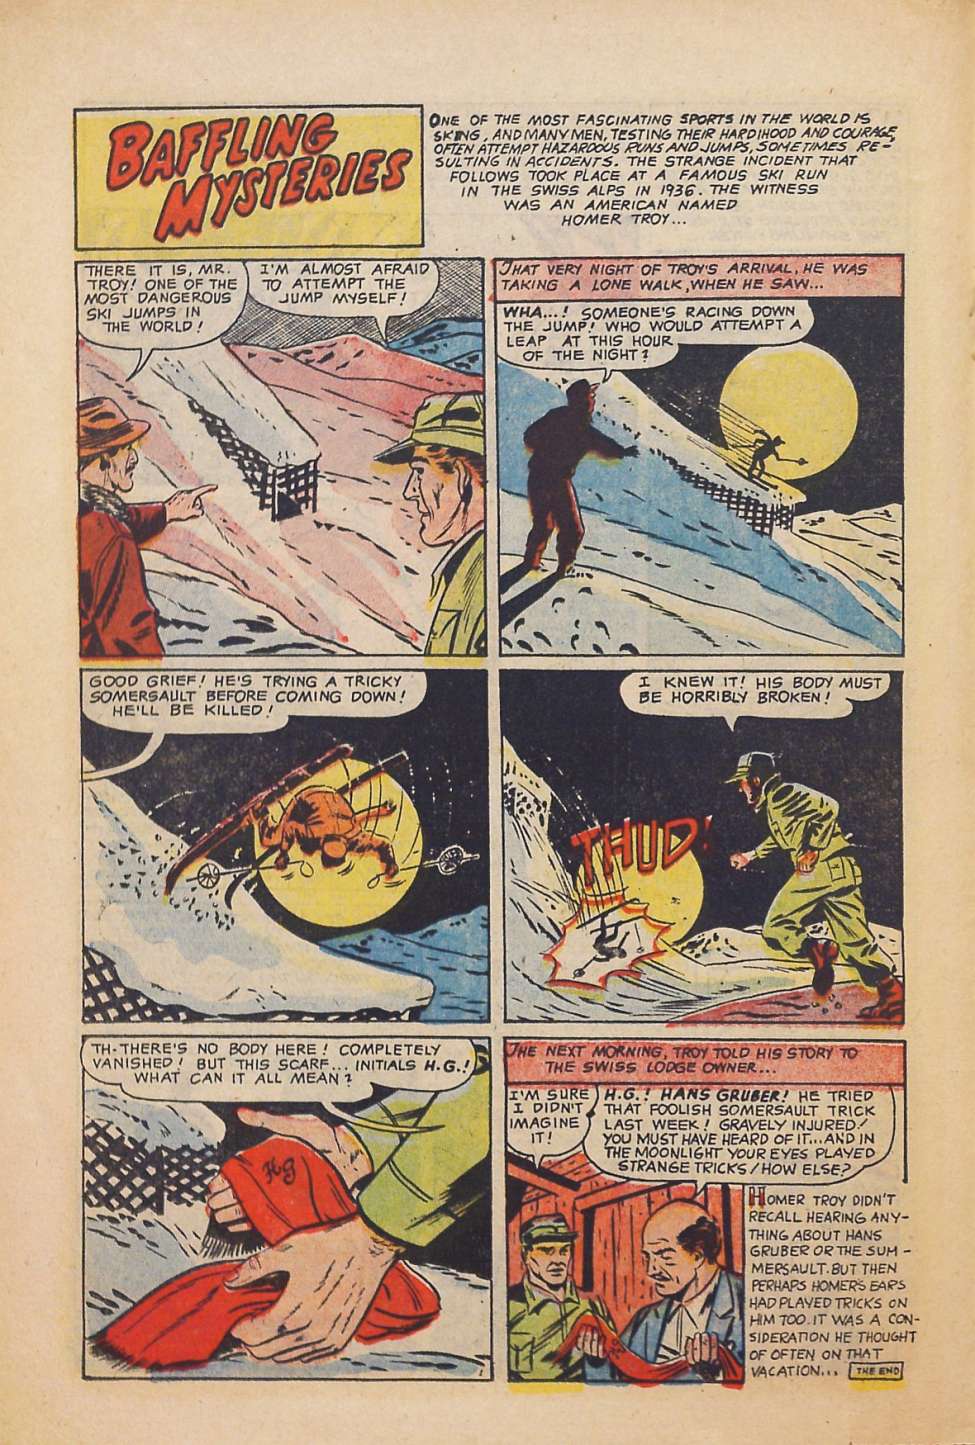 BAFFLING
MYSTERIES
ONE OF THE MOST FASCINATING SPORTS IN THE WORLD IS
SKIING, AND MANY MEN, TESTING THEIR HARDIHOOD AND COURAGE,
OFTEN ATTEMPT HAZARDOUS RUNS AND JUMPS, SOMETIMES RE-
SULTING IN ACCIDENTS. THE STRANGE INCIDENT THAT
FOLLOWS TOOK PLACE AT A FAMOUS SKI RUN
IN THE SWISS ALPS IN 1936. THE WITNESS
WAS AN AMERICAN NAMED
HOMER TROY...
THERE IT IS, MR.
TROY! ONE OF THE
MOST DANGEROUS
SKI JUMPS IN
THE WORLD!
I'M ALMOST AFRAID
TO ATTEMPT THE
JUMP MYSELF!
THAT VERY NIGHT OF TROY'S ARRIVAL, HE WAS
TAKING A LONE WALK, WHEN HE SAW...
WHA...! SOMEONE'S RACING DOWN
THE JUMP! WHO WOULD ATTEMPT A
LEAP AT THIS HOUR
OF THE NIGHT?
GOOD GRIEF! HE'S TRYING A TRICKY
SOMERSAULT BEFORE COMING DOWN!
HE'LL BE KILLED!
I KNEW IT! HIS BODY MUST
BE HORRIBLY BROKEN!
THUD!
TH-THERE'S NO BODY HERE! COMPLETELY
VANISHED! BUT THIS SCARF... INITIALS H.G.!
WHAT CAN IT ALL MEAN?
HG
THE NEXT MORNING, TROY TOLD HIS STORY TO
THE SWISS LODGE OWNER...
I'M SURE
I DIDN'T
IMAGINE
IT!
H.G.! HANS GRUBER! HE TRIED
THAT FOOLISH SOMERSAULT TRICK
LAST WEEK! GRAVELY INJURED!
YOU MUST HAVE HEARD OF IT...AND IN
THE MOONLIGHT YOUR EYES PLAYED
STRANGE TRICKS! HOW ELSE?
HOMER TROY DIDN'T
RECALL HEARING ANY-
THING ABOUT HANS
GRUBER OR THE SUM-
MERSAULT. BUT THEN
PERHAPS HOMER'S EARS
HAD PLAYED TRICKS ON
HIM TOO. IT WAS A CON-
SIDERATION HE THOUGHT
OF OFTEN ON THAT
VACATION...
THE END